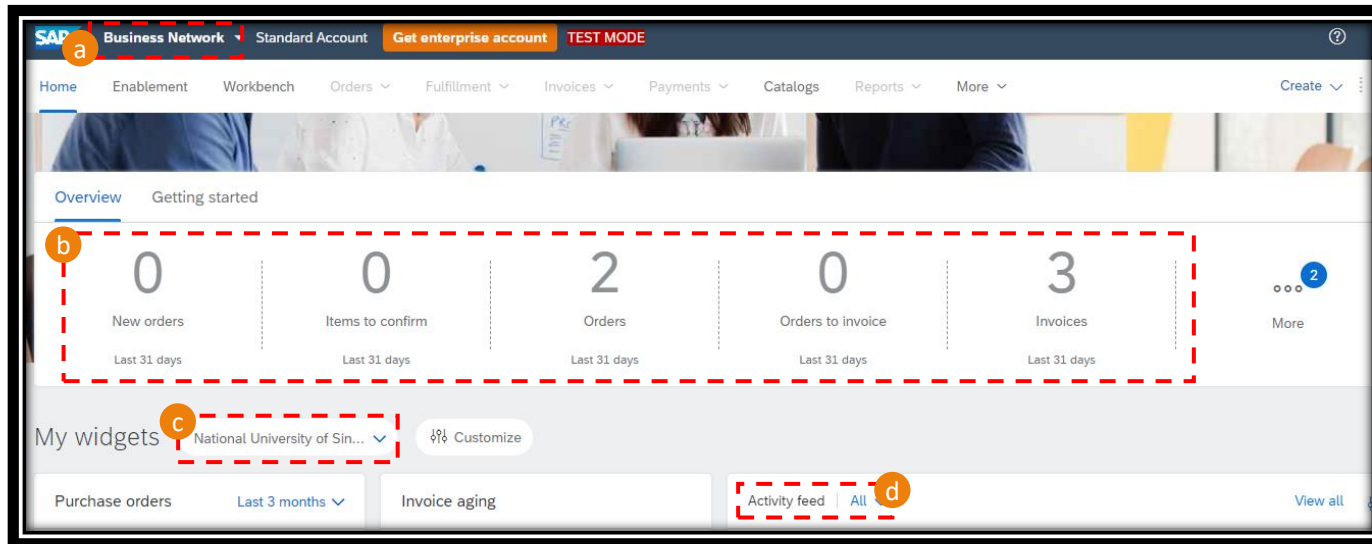 SAP a Business Network Standard Account Get enterprise account TEST MODE
Home Enablement Workbench Orders Fulfillment Invoices Payments Catalogs Reports More Create
Overview Getting started
b
0 0 2 0 3 2
New orders Items to confirm Orders Orders to invoice Invoices More
Last 31 days Last 31 days Last 31 days Last 31 days Last 31 days
c
My widgets National University of Sin... Customize
Purchase orders Last 3 months Invoice aging Activity feed All d View all